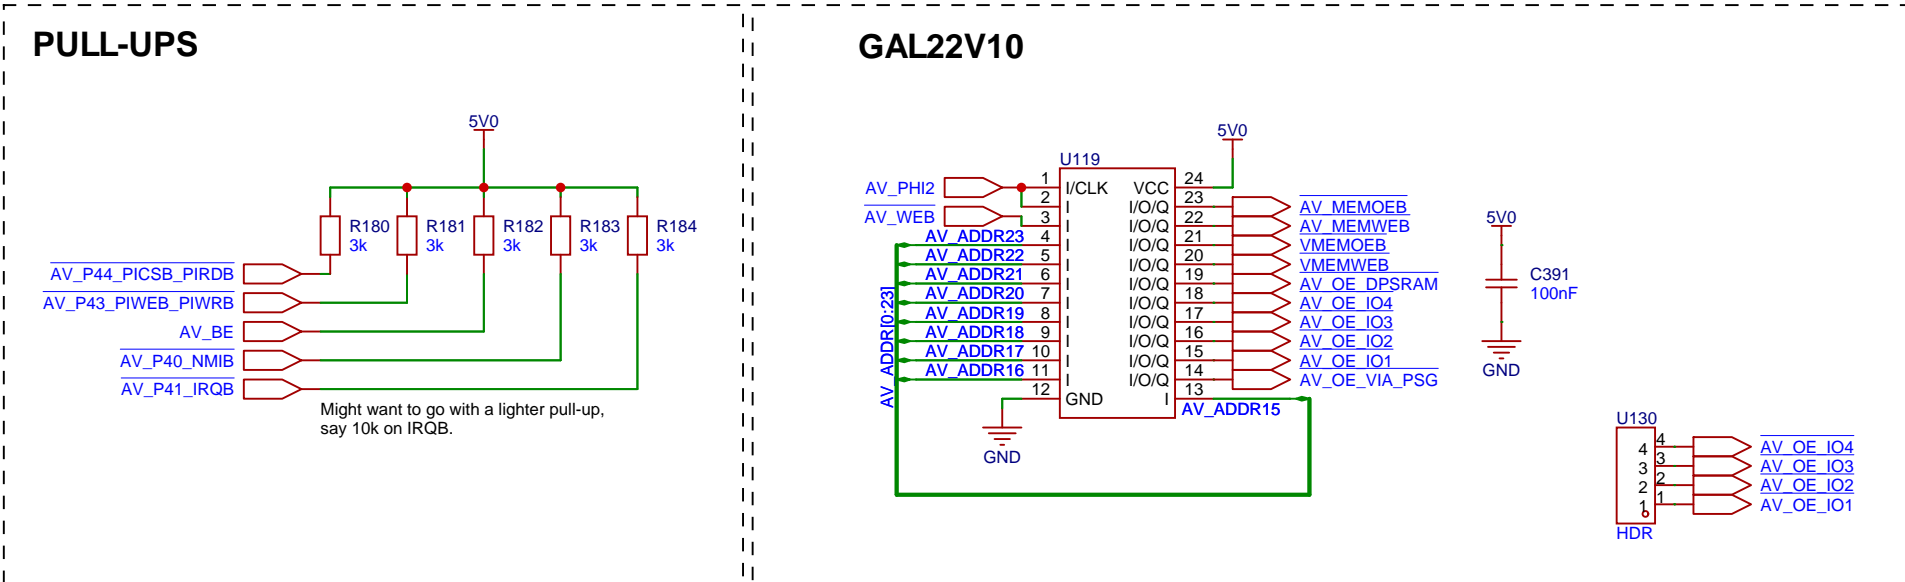 PULL-UPS
5V0
R180
3k
R181
3k
R182
3k
R183
3k
R184
3k
AV_P44_PICSB_PIRDB
AV_P43_PIWEB_PIWRB
AV_BE
AV_P40_NMIB
AV_P41_IRQB
Might want to go with a lighter pull-up,
say 10k on IRQB.
GAL22V10
U119
5V0
AV_PHI2
AV_WEB
AV_ADDR23
AV_ADDR22
AV_ADDR21
AV_ADDR20
AV_ADDR19
AV_ADDR18
AV_ADDR17
AV_ADDR16
AV_ADDR[0:23]
1 I/CLK
2 I
3 I
4 I
5 I
6 I
7 I
8 I
9 I
10 I
11 I
12 GND
GND
VCC 24
I/O/Q 23 AV_MEMOEB
I/O/Q 22 AV_MEMWEB
I/O/Q 21 VMEMOEB
I/O/Q 20 VMEMWEB
I/O/Q 19 AV_OE_DPSRAM
I/O/Q 18 AV_OE_IO4
I/O/Q 17 AV_OE_IO3
I/O/Q 16 AV_OE_IO2
I/O/Q 15 AV_OE_IO1
I/O/Q 14 AV_OE_VIA_PSG
I 13 AV_ADDR15
5V0
C391
100nF
GND
U130
4 4 AV_OE_IO4
3 3 AV_OE_IO3
2 2 AV_OE_IO2
1 1 AV_OE_IO1
HDR